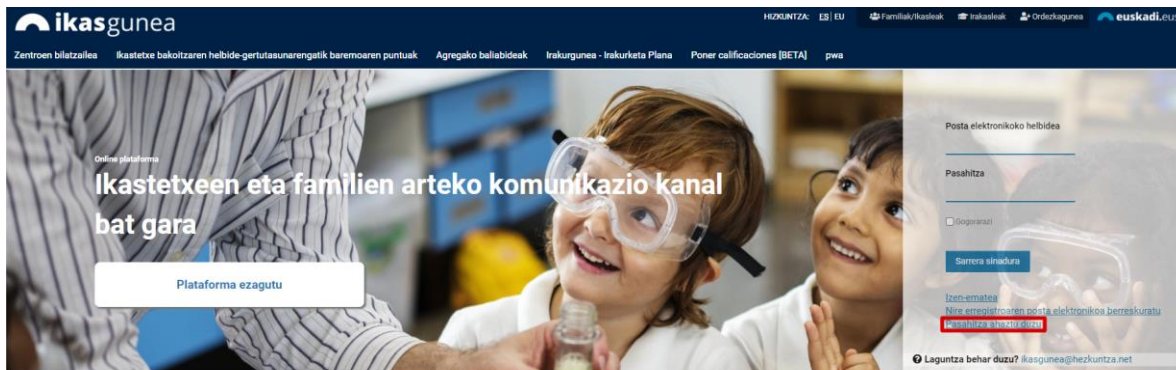 ikasgunea
HIZKUNTZA: ES | EU Familiak/Ikasleak Irakasleak Ordezkagunea euskadi.eus
Zentroen bilatzailea Ikastetxe bakoitzaren helbide-gertutasunarengatik baremoaren puntuak Agregako baliabideak Irakurgunea - Irakurketa Plana Poner calificaciones [BETA] pwa
Online plataforma
Ikastetxeen eta familien arteko komunikazio kanal
bat gara
Plataforma ezagutu
Posta elektronikoko helbidea
Pasahitza
Gogorarazi
Sarrera sinadura
Izen-ematea
Nire erregistroaren posta elektronikoa berreskuratu
Pasahitza ahaztu duzu
Laguntza behar duzu? ikasgunea@hezkuntza.net